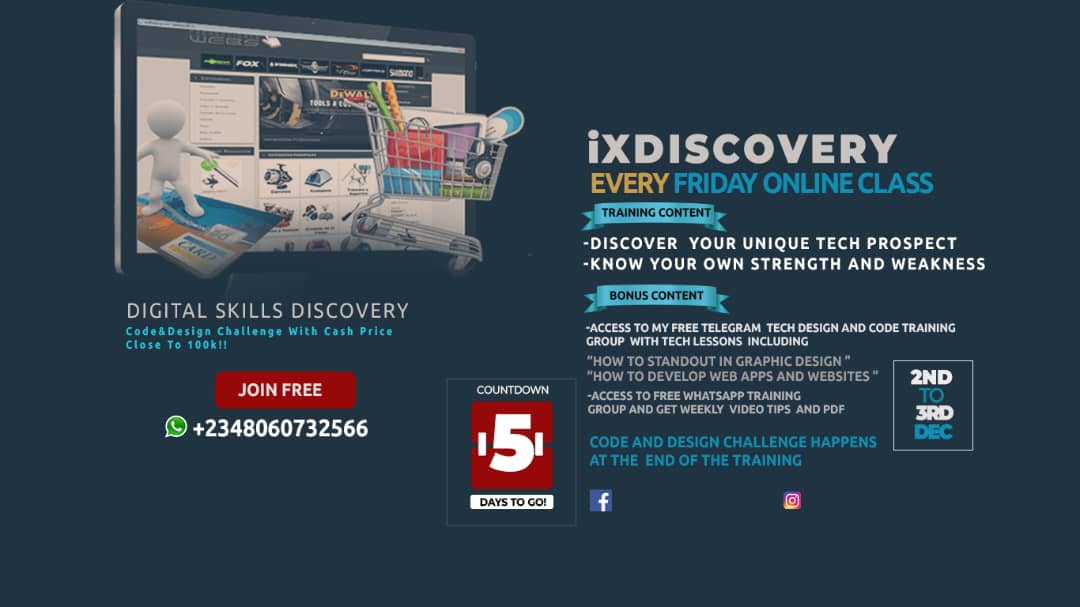 FOX
SHIMANO
DEWALT
TOOLS & EQ
CARD
DIGITAL SKILLS DISCOVERY
Code&Design Challenge With Cash Price
Close To 100k!!
JOIN FREE
+2348060732566
COUNTDOWN
5
DAYS TO GO!
iXDISCOVERY
EVERY FRIDAY ONLINE CLASS
TRAINING CONTENT
-DISCOVER YOUR UNIQUE TECH PROSPECT
-KNOW YOUR OWN STRENGTH AND WEAKNESS
BONUS CONTENT
-ACCESS TO MY FREE TELEGRAM TECH DESIGN AND CODE TRAINING
GROUP WITH TECH LESSONS INCLUDING
"HOW TO STANDOUT IN GRAPHIC DESIGN "
"HOW TO DEVELOP WEB APPS AND WEBSITES "
-ACCESS TO FREE WHATSAPP TRAINING
GROUP AND GET WEEKLY VIDEO TIPS AND PDF
CODE AND DESIGN CHALLENGE HAPPENS
AT THE END OF THE TRAINING
2ND
TO
3RD
DEC